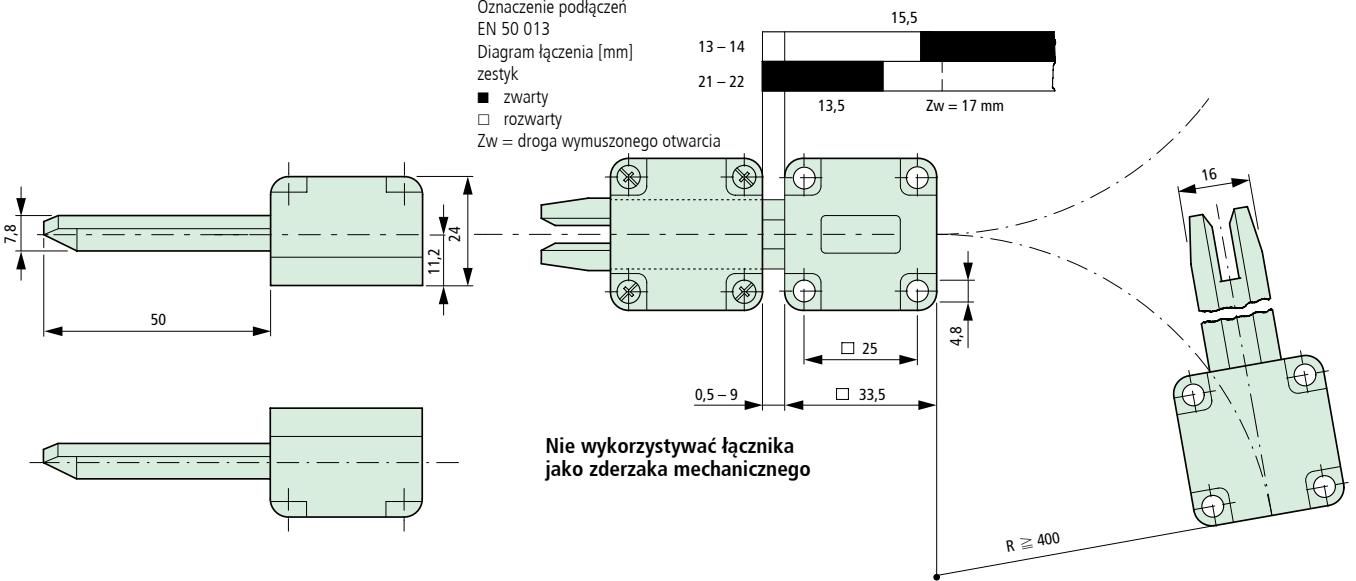 Oznaczenie podłączeń
EN 50 013
Diagram łączenia [mm]
zestyk
■ zwarty
□ rozwarty
Zw = droga wymuszonego otwarcia
15,5
13 – 14
21 – 22
13,5
Zw = 17 mm
7,8
50
11,2
24
16
4,8
□ 25
0,5 – 9
□ 33,5
Nie wykorzystywać łącznika
jako zderzaka mechanicznego
R ≧ 400